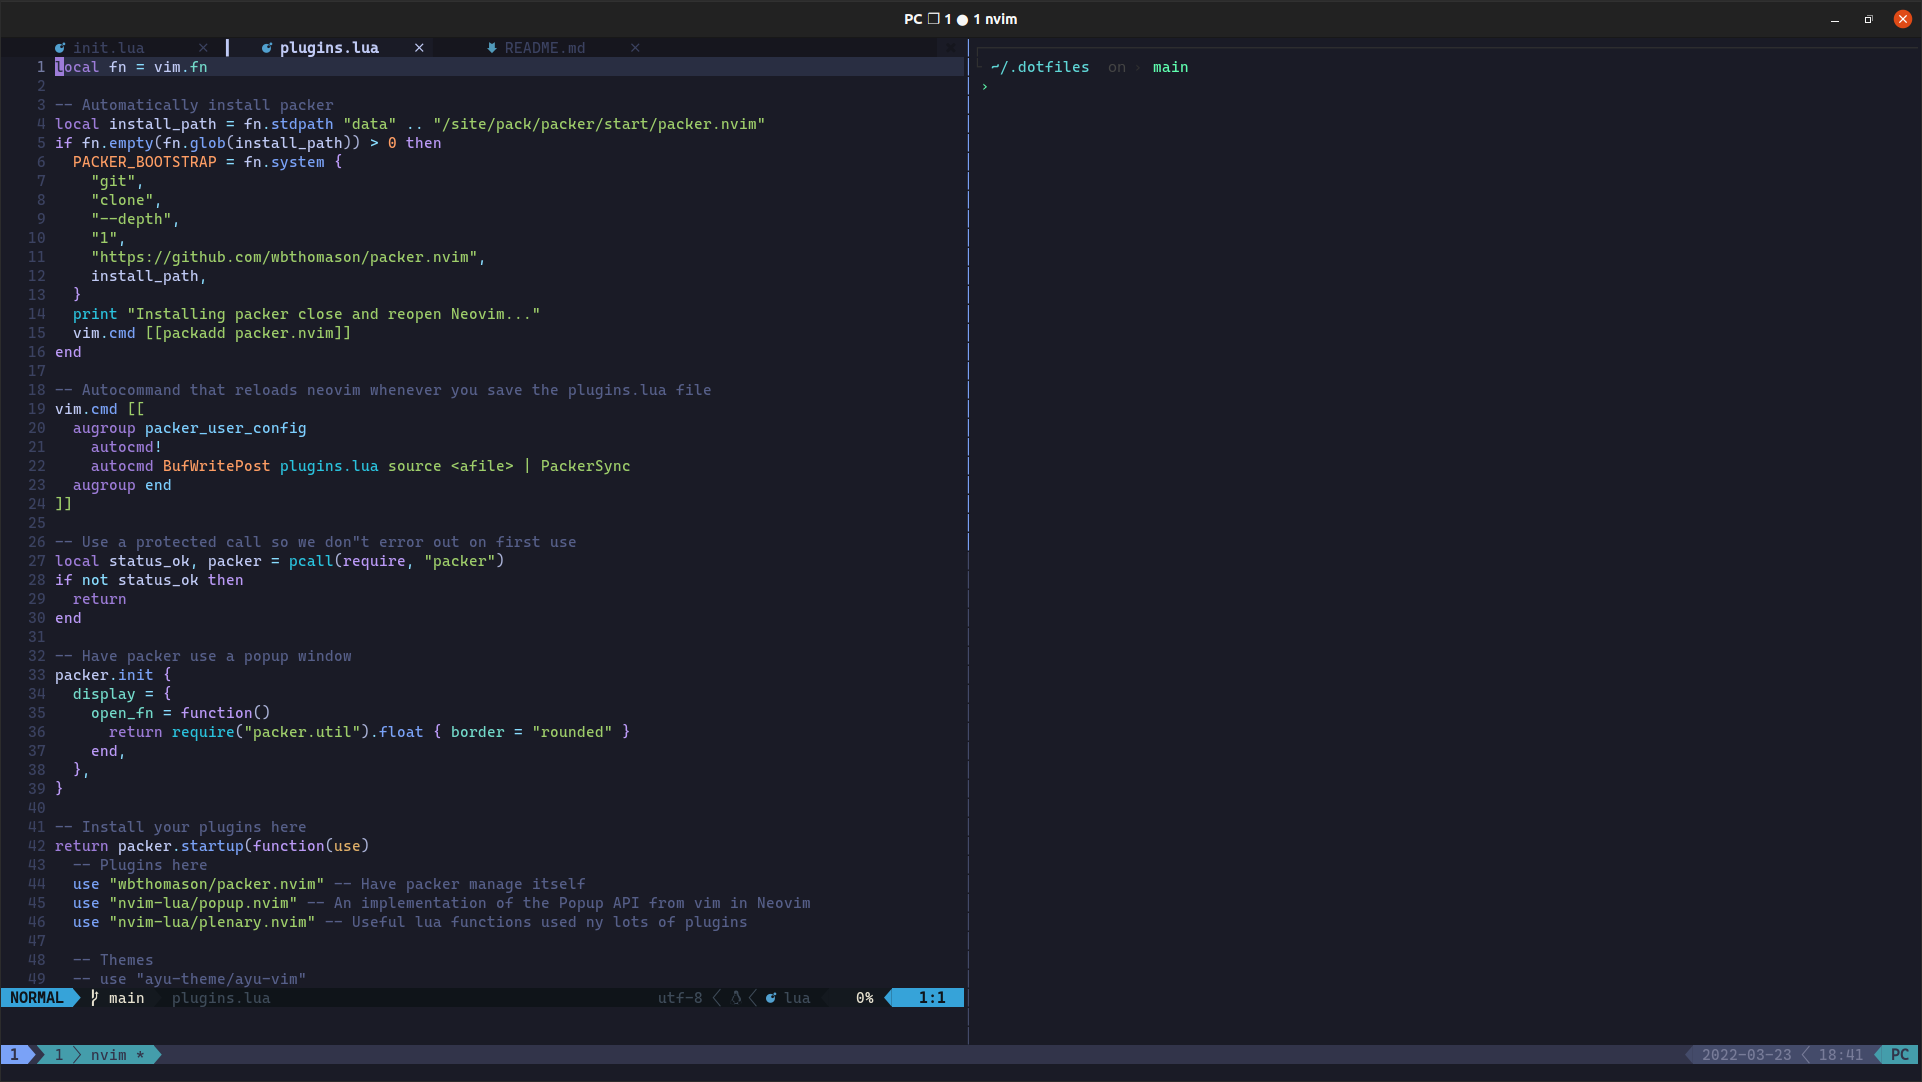 PC ❐ 1 ● 1 nvim
init.lua × plugins.lua × README.md ×
1 local fn = vim.fn
2
3 -- Automatically install packer
4 local install_path = fn.stdpath "data" .. "/site/pack/packer/start/packer.nvim"
5 if fn.empty(fn.glob(install_path)) > 0 then
6 PACKER_BOOTSTRAP = fn.system {
7 "git",
8 "clone",
9 "--depth",
10 "1",
11 "https://github.com/wbthomason/packer.nvim",
12 install_path,
13 }
14 print "Installing packer close and reopen Neovim..."
15 vim.cmd [[packadd packer.nvim]]
16 end
17
18 -- Autocommand that reloads neovim whenever you save the plugins.lua file
19 vim.cmd [[
20 augroup packer_user_config
21 autocmd!
22 autocmd BufWritePost plugins.lua source <afile> | PackerSync
23 augroup end
24 ]]
25
26 -- Use a protected call so we don"t error out on first use
27 local status_ok, packer = pcall(require, "packer")
28 if not status_ok then
29 return
30 end
31
32 -- Have packer use a popup window
33 packer.init {
34 display = {
35 open_fn = function()
36 return require("packer.util").float { border = "rounded" }
37 end,
38 },
39 }
40
41 -- Install your plugins here
42 return packer.startup(function(use)
43 -- Plugins here
44 use "wbthomason/packer.nvim" -- Have packer manage itself
45 use "nvim-lua/popup.nvim" -- An implementation of the Popup API from vim in Neovim
46 use "nvim-lua/plenary.nvim" -- Useful lua functions used ny lots of plugins
47
48 -- Themes
49 -- use "ayu-theme/ayu-vim"
NORMAL main plugins.lua utf-8 lua 0% 1:1
~/.dotfiles on › main
›
1 1 nvim * 2022-03-23 18:41 PC